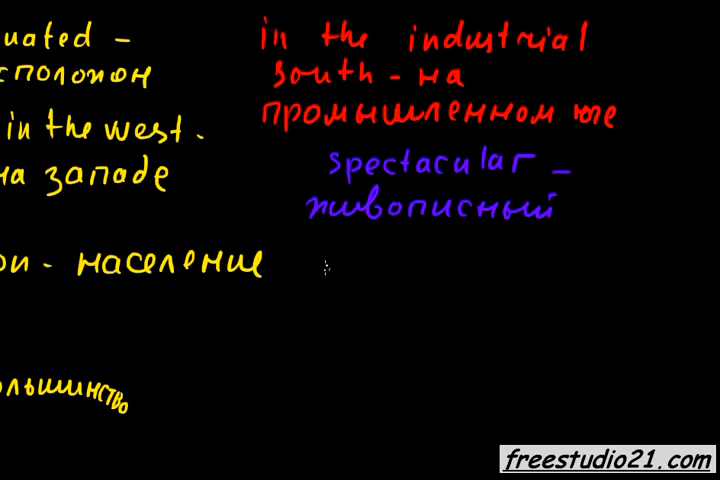 uated -
сположен
in the west -
на западе
on - население
ольшинство
in the industrial
south - на
промышленном юге
spectacular -
живописный
freestudio21.com